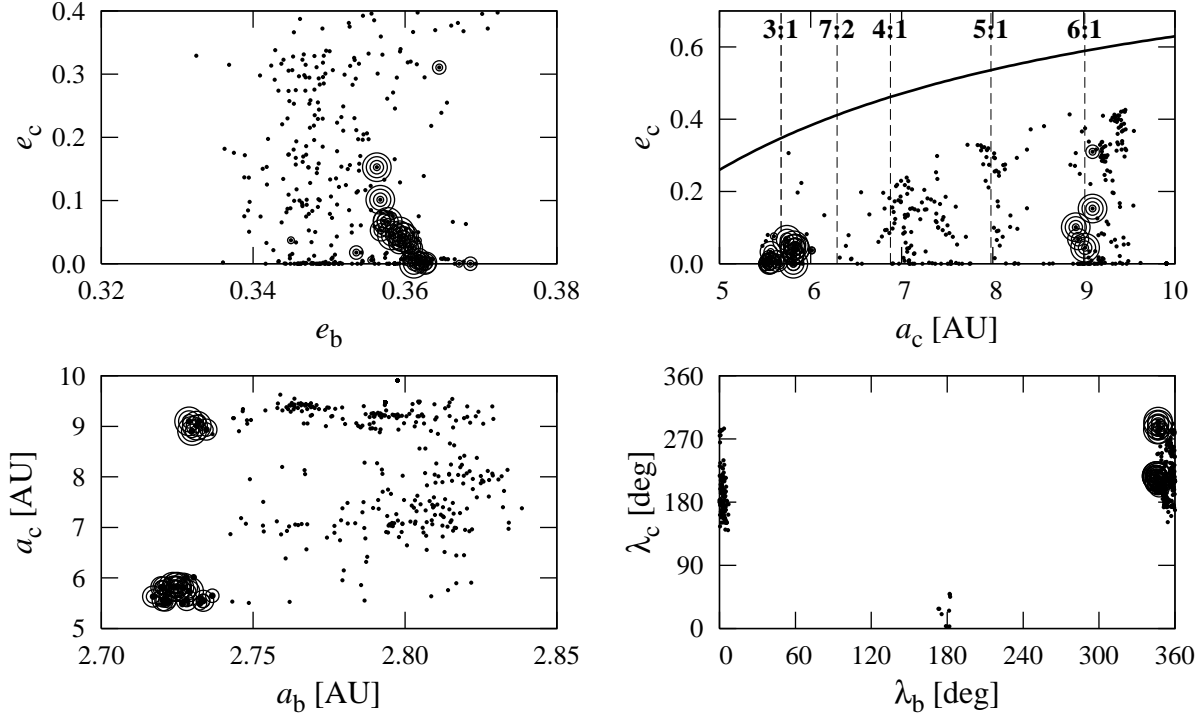 0.4
0.3
0.2
0.1
0.0
e_c
0.32 0.34 0.36 0.38
e_b
3:1 7:2 4:1 5:1 6:1
0.6
0.4
0.2
0.0
e_c
5 6 7 8 9 10
a_c [AU]
10
9
8
7
6
5
a_c [AU]
2.70 2.75 2.80 2.85
a_b [AU]
360
270
180
90
0
λ_c [deg]
0 60 120 180 240 300 360
λ_b [deg]